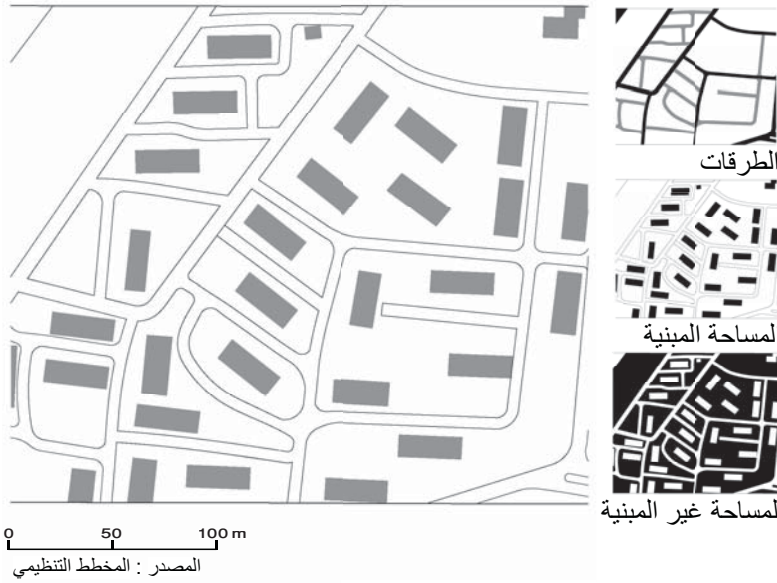 الطرقات
لمساحة المبنية
لمساحة غير المبنية
0 50 100 m
المصدر : المخطط التنظيمي